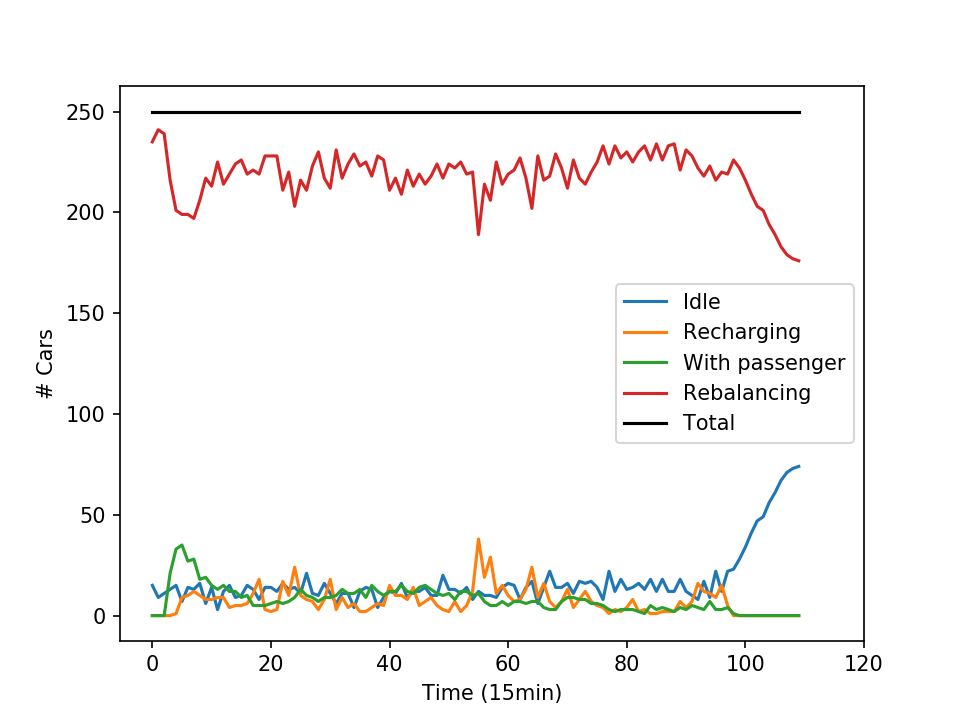 250
200
150
100
50
0
# Cars
Idle
Recharging
With passenger
Rebalancing
Total
0 20 40 60 80 100 120
Time (15min)